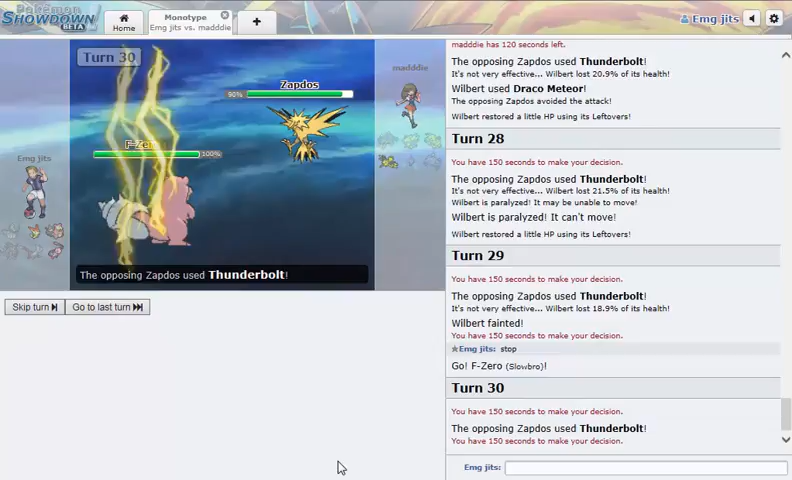 Pokémon
SHOWDOWN
BETA
Home
Monotype
Emg jits vs. madddie
+
Emg jits
Turn 30
Zapdos
90%
F-Zero
100%
Emg jits
madddie
The opposing Zapdos used Thunderbolt!
Skip turn
Go to last turn
madddie has 120 seconds left.
The opposing Zapdos used Thunderbolt!
It's not very effective... Wilbert lost 20.9% of its health!
Wilbert used Draco Meteor!
The opposing Zapdos avoided the attack!
Wilbert restored a little HP using its Leftovers!
Turn 28
You have 150 seconds to make your decision.
The opposing Zapdos used Thunderbolt!
It's not very effective... Wilbert lost 21.5% of its health!
Wilbert is paralyzed! It may be unable to move!
Wilbert is paralyzed! It can't move!
Wilbert restored a little HP using its Leftovers!
Turn 29
You have 150 seconds to make your decision.
The opposing Zapdos used Thunderbolt!
It's not very effective... Wilbert lost 18.9% of its health!
Wilbert fainted!
You have 150 seconds to make your decision.
★Emg jits: stop
Go! F-Zero (Slowbro)!
Turn 30
You have 150 seconds to make your decision.
The opposing Zapdos used Thunderbolt!
You have 150 seconds to make your decision.
Emg jits: